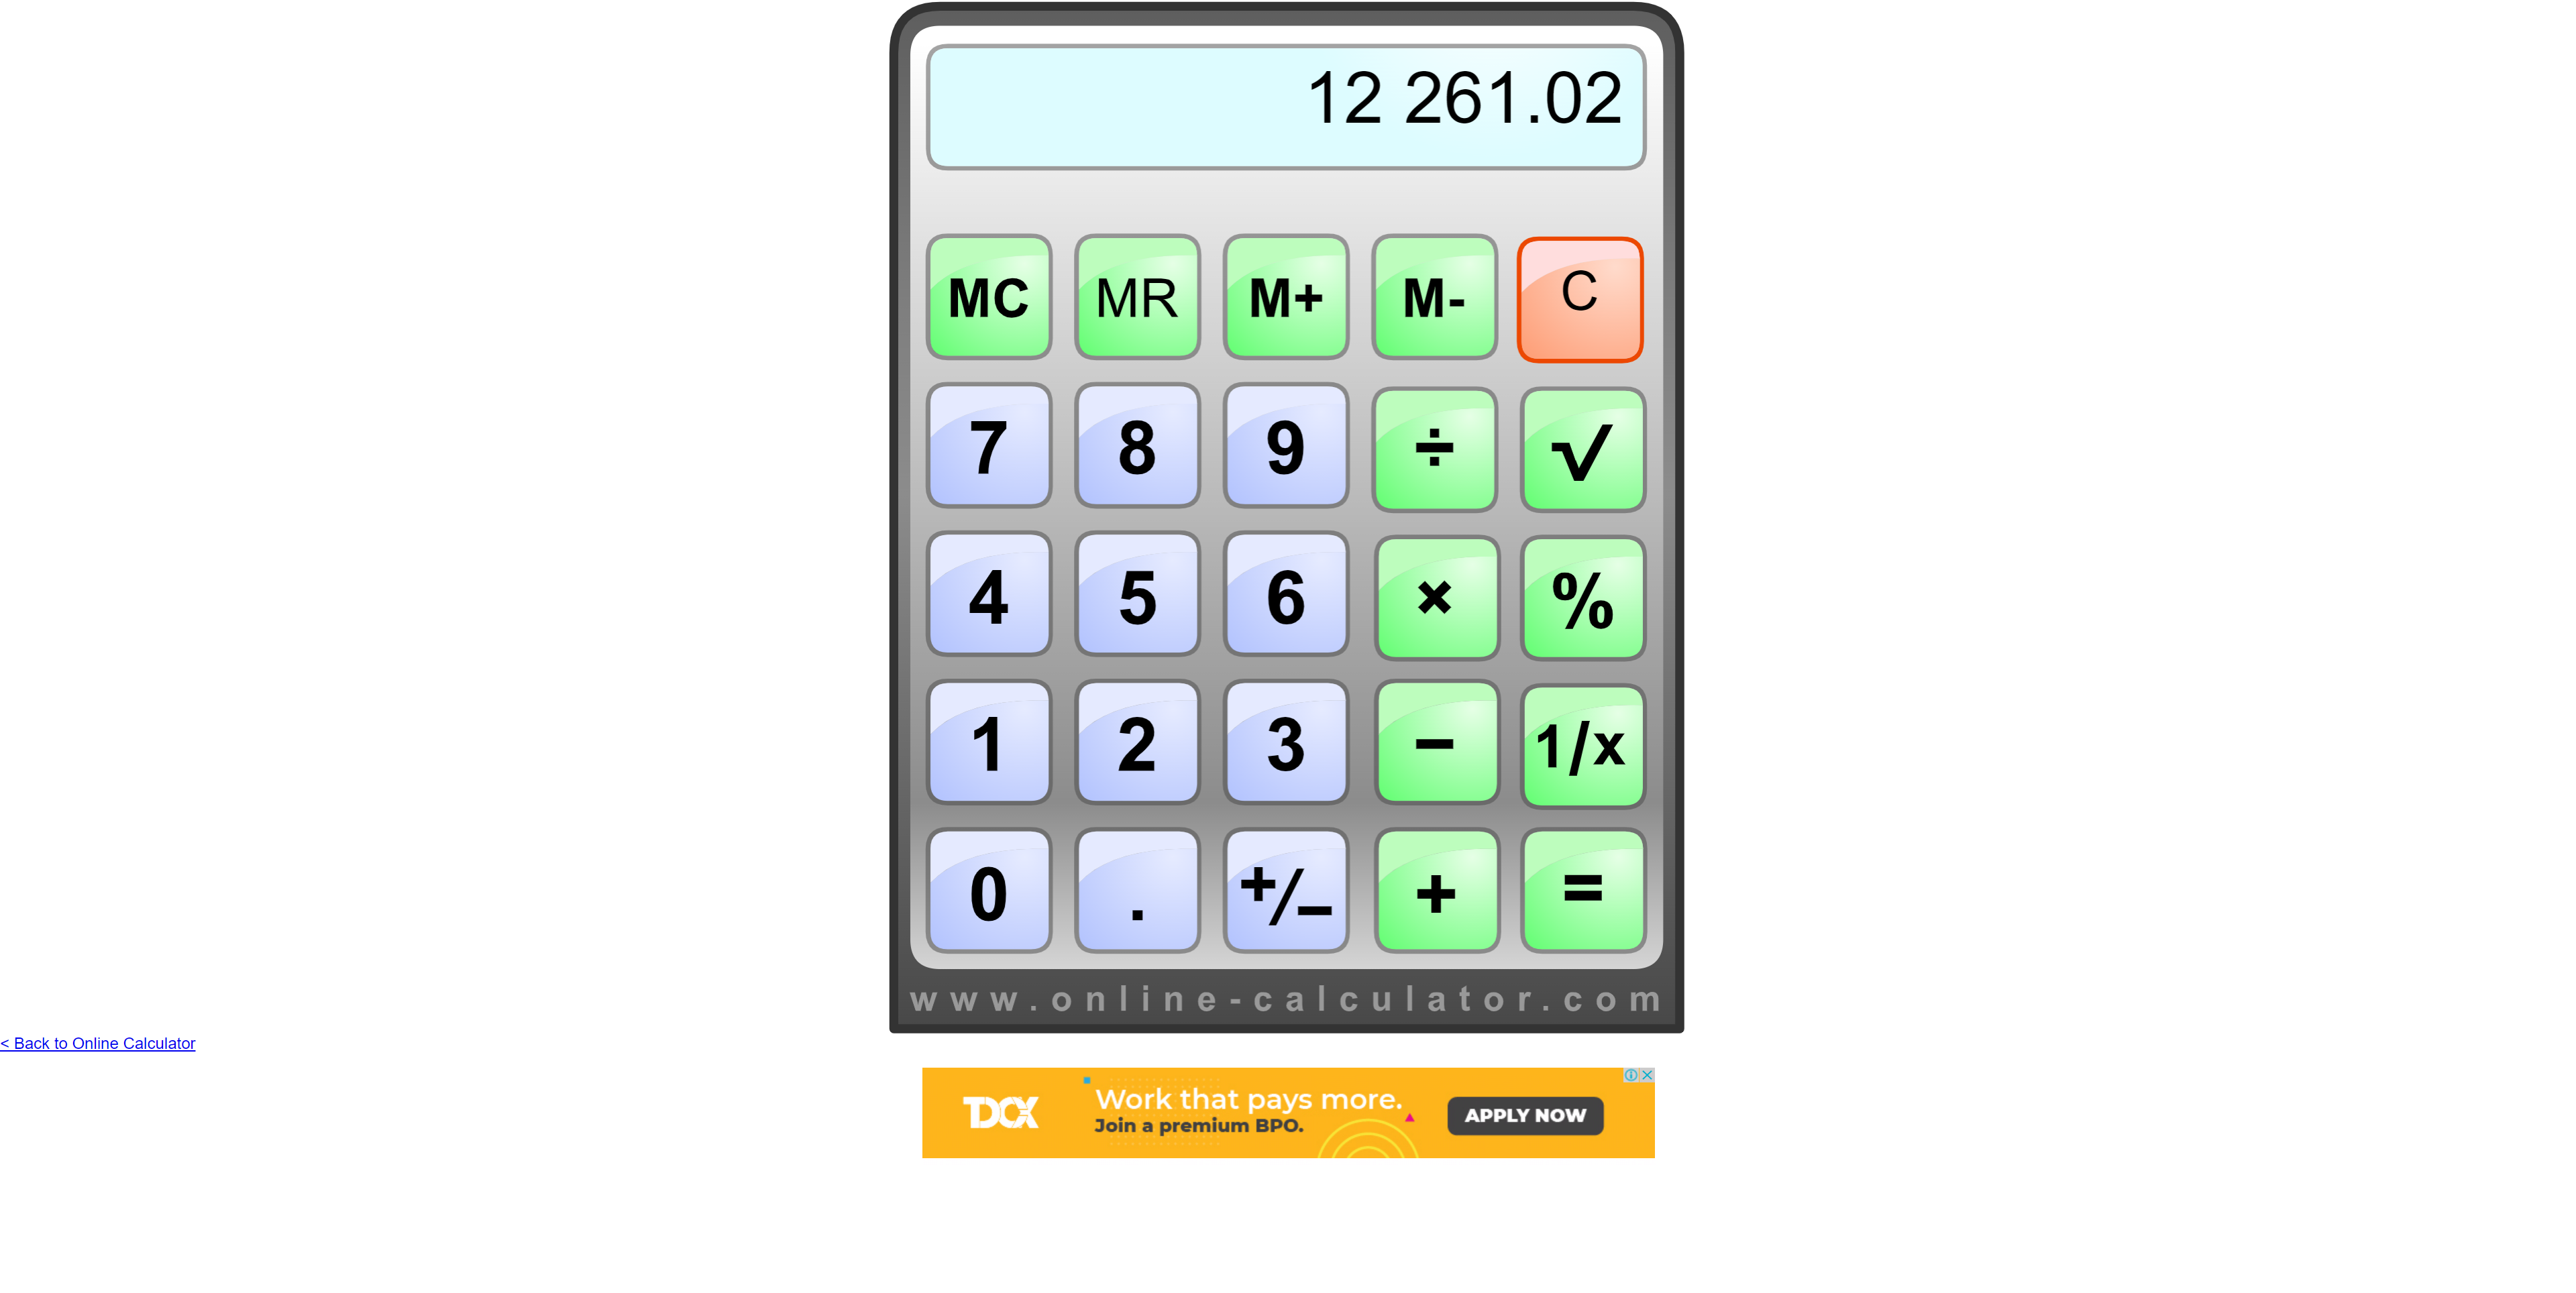 12 261.02
MC MR M+ M- C
7 8 9 ÷ √
4 5 6 × %
1 2 3 − 1/x
0 . +/− + =
www.online-calculator.com
< Back to Online Calculator
TDCX
Work that pays more.
Join a premium BPO.
APPLY NOW